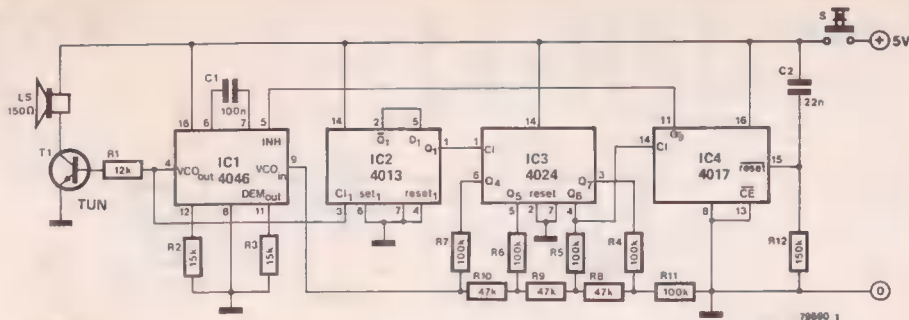 S
5V
C2
22n
LS
150Ω
C1
100n
16
6
7
5
INH
T1
TUN
R1
12k
4
VCOout
IC1
4046
VCOin
9
DEMout
12
8
11
R2
15k
R3
15k
14
2
5
Q̅1
D1
IC2
4013
Q1
1
Cl1 set1 reset1
3
6
7
4
14
1
Cl
IC3
4024
Q4
6
Q7
3
Q5 reset Q6
5
2
7
4
R7
100k
R6
100k
R5
100k
R4
100k
R10
47k
R9
47k
R8
47k
R11
100k
11
16
Q9
14
Cl
IC4
4017
reset
15
CE
8
13
R12
150k
0
79690 1